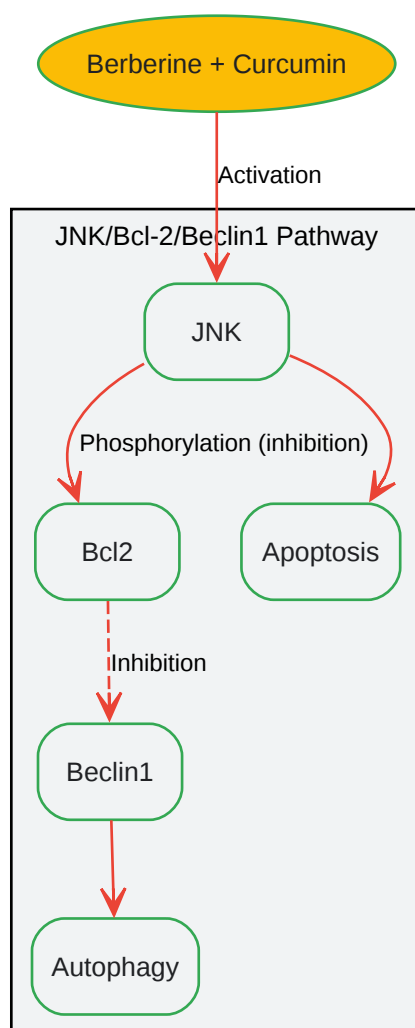 Berberine + Curcumin
Activation
JNK/Bcl-2/Beclin1 Pathway
JNK
Phosphorylation (inhibition)
Bcl2
Apoptosis
Inhibition
Beclin1
Autophagy